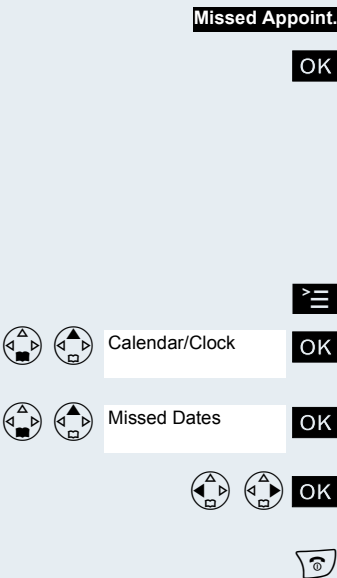 Missed Appoint.
OK
Calendar/Clock OK
Missed Dates OK
OK